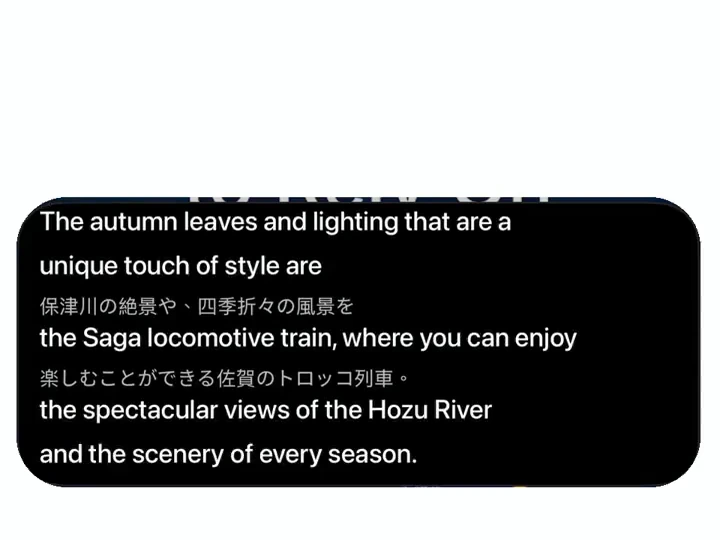 The autumn leaves and lighting that are a
unique touch of style are
保津川の絶景や、四季折々の風景を
the Saga locomotive train, where you can enjoy
楽しむことができる佐賀のトロッコ列車。
the spectacular views of the Hozu River
and the scenery of every season.